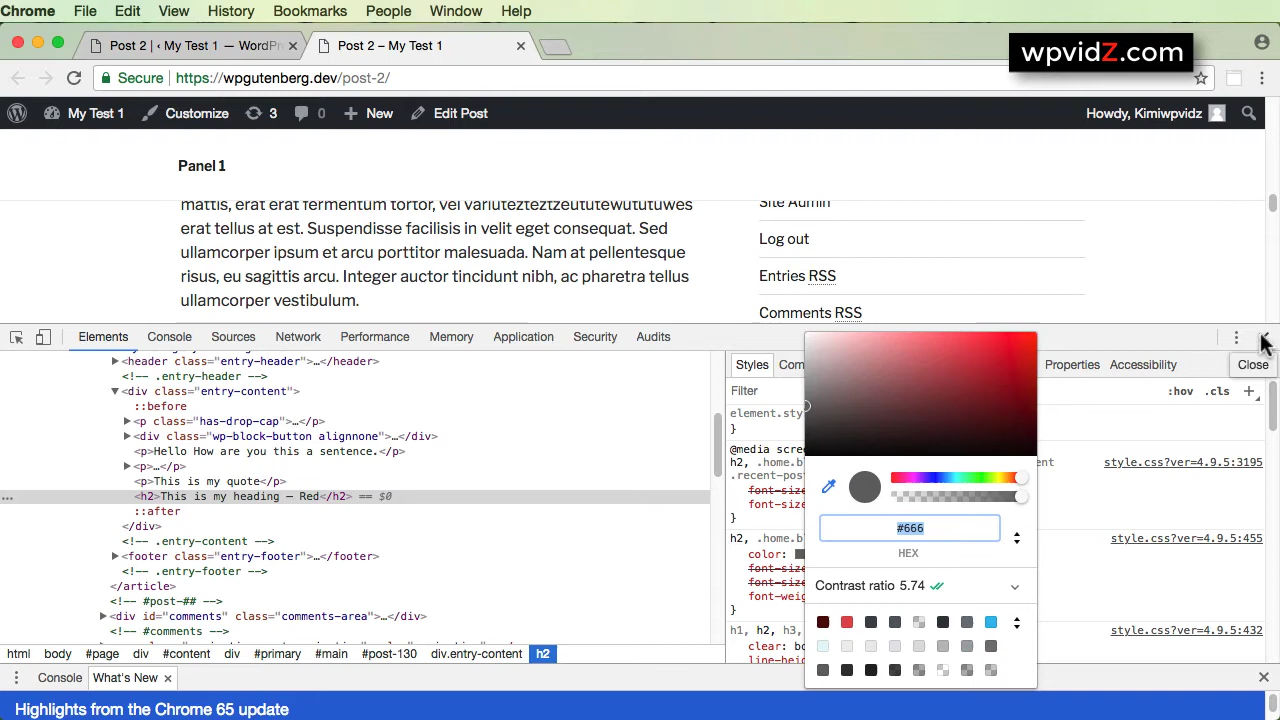 Chrome File Edit View History Bookmarks People Window Help
Post 2 | ‹ My Test 1 — WordPr
Post 2 – My Test 1
wpvidZ.com
Secure https://wpgutenberg.dev/post-2/
My Test 1 Customize 3 0 New Edit Post Howdy, Kimiwpvidz
Panel 1
mattis, erat erat fermentum tortor, vel variutezteztzeututewututuwes
erat tellus at est. Suspendisse facilisis in velit eget consequat. Sed
ullamcorper ipsum et arcu porttitor malesuada. Nam at pellentesque
risus, eu sagittis arcu. Integer auctor tincidunt nibh, ac pharetra tellus
ullamcorper vestibulum.
Site Admin
Log out
Entries RSS
Comments RSS
Elements Console Sources Network Performance Memory Application Security Audits
<header class="entry-header">…</header>
<!-- .entry-header -->
<div class="entry-content">
::before
<p class="has-drop-cap">…</p>
<div class="wp-block-button alignnone">…</div>
<p>Hello How are you this a sentence.</p>
<p>…</p>
<p>This is my quote</p>
… <h2>This is my heading – Red</h2> == $0
::after
</div>
<!-- .entry-content -->
<footer class="entry-footer">…</footer>
<!-- .entry-footer -->
</article>
<!-- #post-## -->
<div id="comments" class="comments-area">…</div>
<!-- #comments -->
html body #page div #content div #primary #main #post-130 div.entry-content h2
Styles Com Properties Accessibility Close
Filter :hov .cls +
element.sty
}
@media scree
h2, .home.b ent style.css?ver=4.9.5:3195
.recent-post
font-size
font-size
}
h2, .home.b style.css?ver=4.9.5:455
color:
font-size
font-size
font-weig
}
h1, h2, h3, style.css?ver=4.9.5:432
clear: bo
line-heig
#666
HEX
Contrast ratio 5.74
Console What's New ×
Highlights from the Chrome 65 update